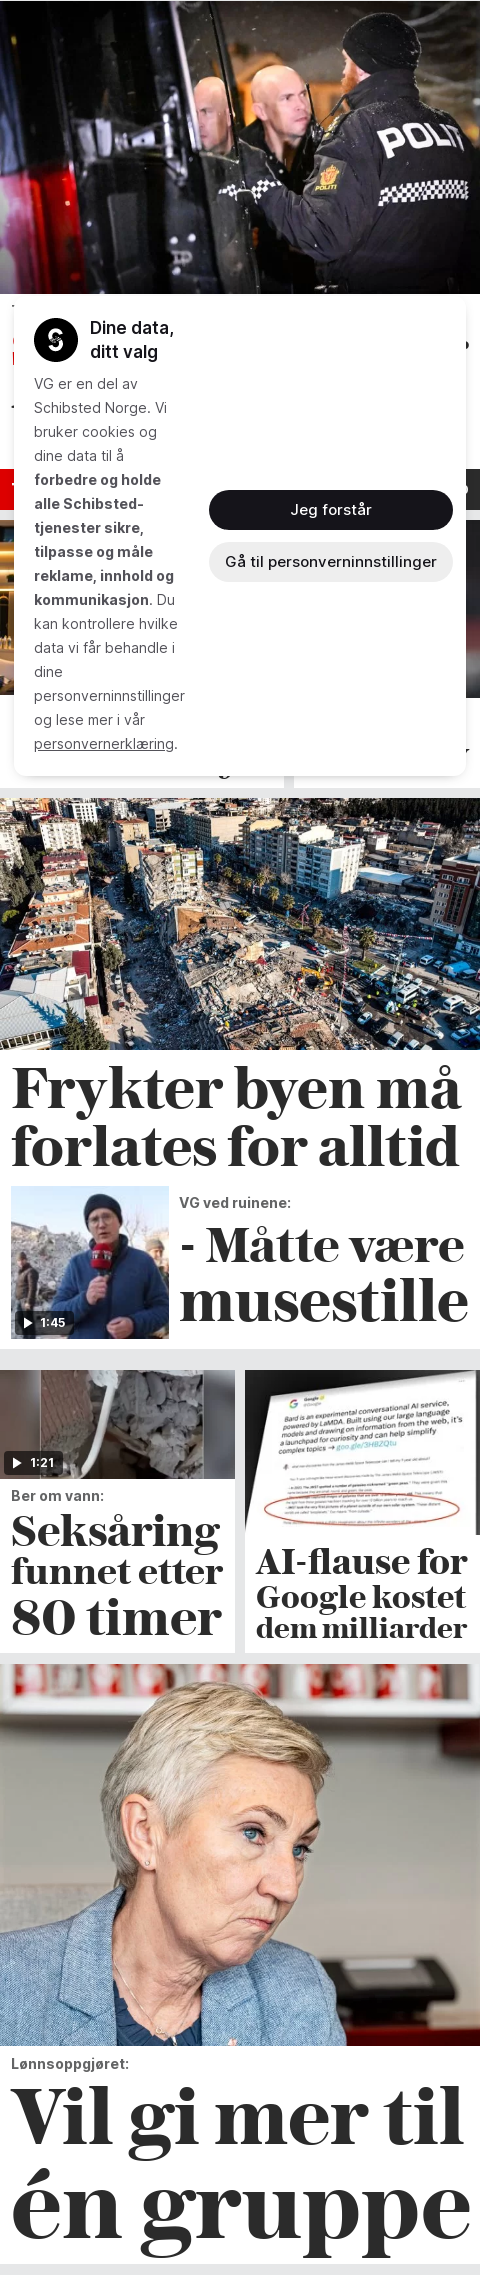 POLITI
POLITI
Dine data,
ditt valg
VG er en del av
Schibsted Norge. Vi
bruker cookies og
dine data til å
forbedre og holde
alle Schibsted-
tjenester sikre,
tilpasse og måle
reklame, innhold og
kommunikasjon. Du
kan kontrollere hvilke
data vi får behandle i
dine
personverninnstillinger
og lese mer i vår
personvernerklæring.
Jeg forstår
Gå til personverninnstillinger
Frykter byen må
forlates for alltid
1:45
VG ved ruinene:
- Måtte være
musestille
1:21
Ber om vann:
Seksåring
funnet etter
80 timer
Google
Bard is an experimental conversational AI service,
powered by LaMDA. Built using our large language
models and drawing on information from the web, it's
a launchpad for curiosity and can help simplify
complex topics → goo.gle/3HBZQtu
AI-flause for
Google kostet
dem milliarder
Lønnsoppgjøret:
Vil gi mer til
én gruppe